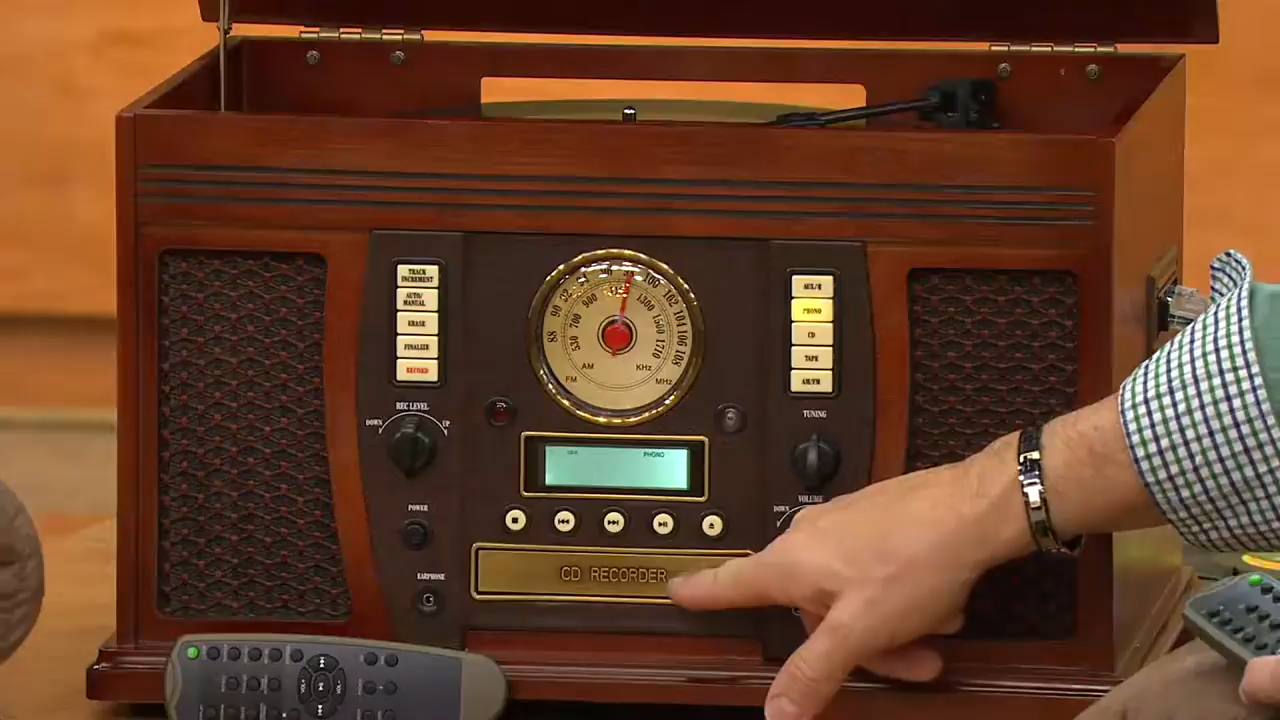 TRACK
INCREMENT
AUTO/
MANUAL
ERASE
FINALIZE
RECORD
REC LEVEL
DOWN UP
POWER
EARPHONE
88 90 92 100 102 104 106 108
530 700 900 1300 1500 1710
AM KHz
FM MHz
PHONO
CD RECORDER
AUX/R
PHONO
CD
TAPE
AM/FM
TUNING
VOLUME
DOWN